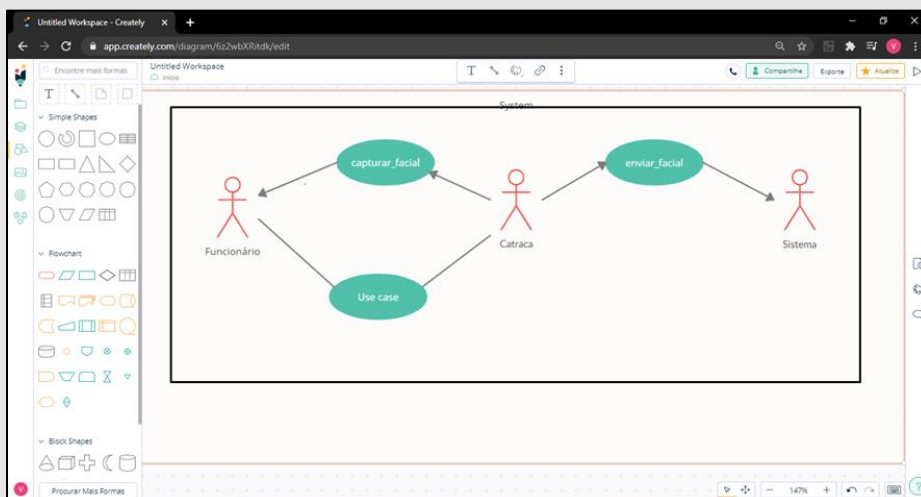 Untitled Workspace - Creately
app.creately.com/diagram/6z2wbXRitdk/edit
V
Encontre mais formas
Untitled Workspace
Início
T
Compartilhe
Exporte
Atualize
T
Simple Shapes
System
capturar_facial
enviar_facial
Funcionário
Catraca
Sistema
Flowchart
Use case
Block Shapes
V
Procurar Mais Formas
147%